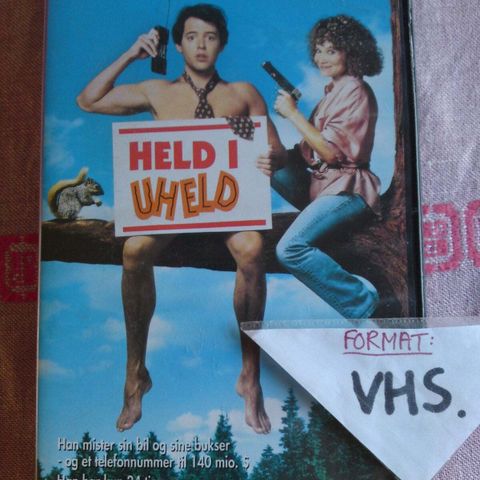 HELD I
UHELD
FORMAT:
VHS.
Han mister sin bil og sine bukser
- og et telefonnummer til 140 mio. $